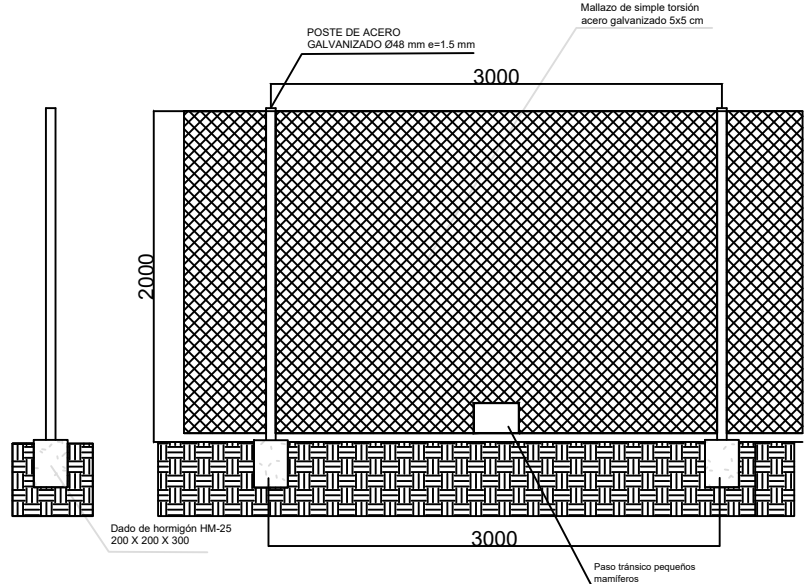 Mallazo de simple torsión
acero galvanizado 5x5 cm
POSTE DE ACERO
GALVANIZADO Ø48 mm e=1.5 mm
3000
2000
Dado de hormigón HM-25
200 X 200 X 300
3000
Paso tránsico pequeños
mamíferos